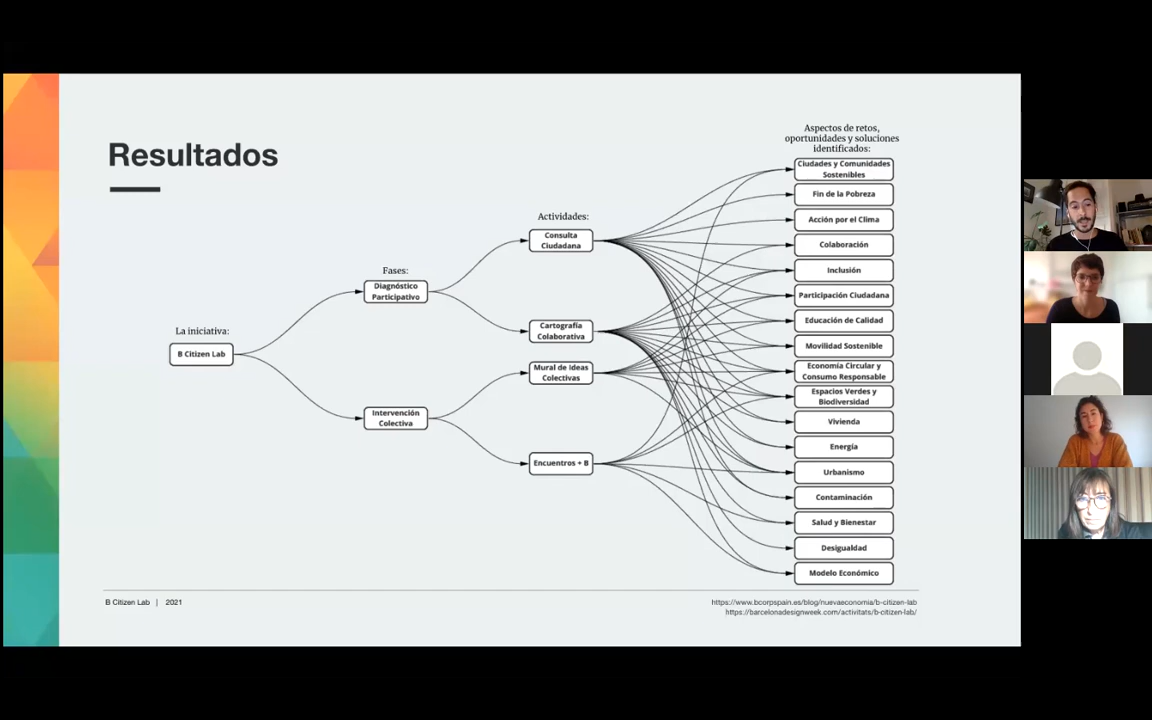 Resultados
La iniciativa:
B Citizen Lab
Fases:
Diagnóstico
Participativo
Intervención
Colectiva
Actividades:
Consulta
Ciudadana
Cartografía
Colaborativa
Mural de Ideas
Colectivas
Encuentros + B
Aspectos de retos,
oportunidades y soluciones
identificados:
Ciudades y Comunidades
Sostenibles
Fin de la Pobreza
Acción por el Clima
Colaboración
Inclusión
Participación Ciudadana
Educación de Calidad
Movilidad Sostenible
Economía Circular y
Consumo Responsable
Espacios Verdes y
Biodiversidad
Vivienda
Energía
Urbanismo
Contaminación
Salud y Bienestar
Desigualdad
Modelo Económico
B Citizen Lab | 2021
https://www.bcorpspain.es/blog/nuevaeconomia/b-citizen-lab
https://barcelonadesignweek.com/activitats/b-citizen-lab/